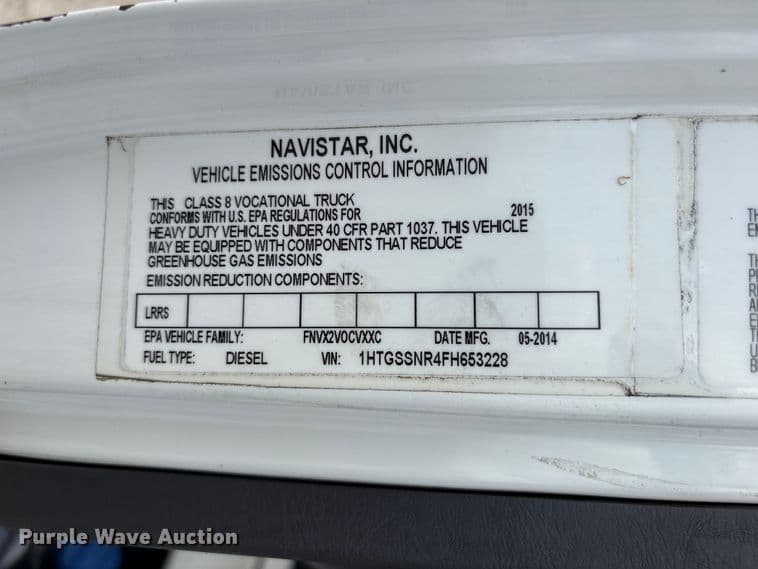 NAVISTAR, INC.
VEHICLE EMISSIONS CONTROL INFORMATION
THIS CLASS 8 VOCATIONAL TRUCK
CONFORMS WITH U.S. EPA REGULATIONS FOR 2015
HEAVY DUTY VEHICLES UNDER 40 CFR PART 1037. THIS VEHICLE
MAY BE EQUIPPED WITH COMPONENTS THAT REDUCE
GREENHOUSE GAS EMISSIONS
EMISSION REDUCTION COMPONENTS:
LRRS
EPA VEHICLE FAMILY: FNVX2VOCVXXC DATE MFG. 05-2014
FUEL TYPE: DIESEL VIN: 1HTGSSNR4FH653228
Purple Wave Auction